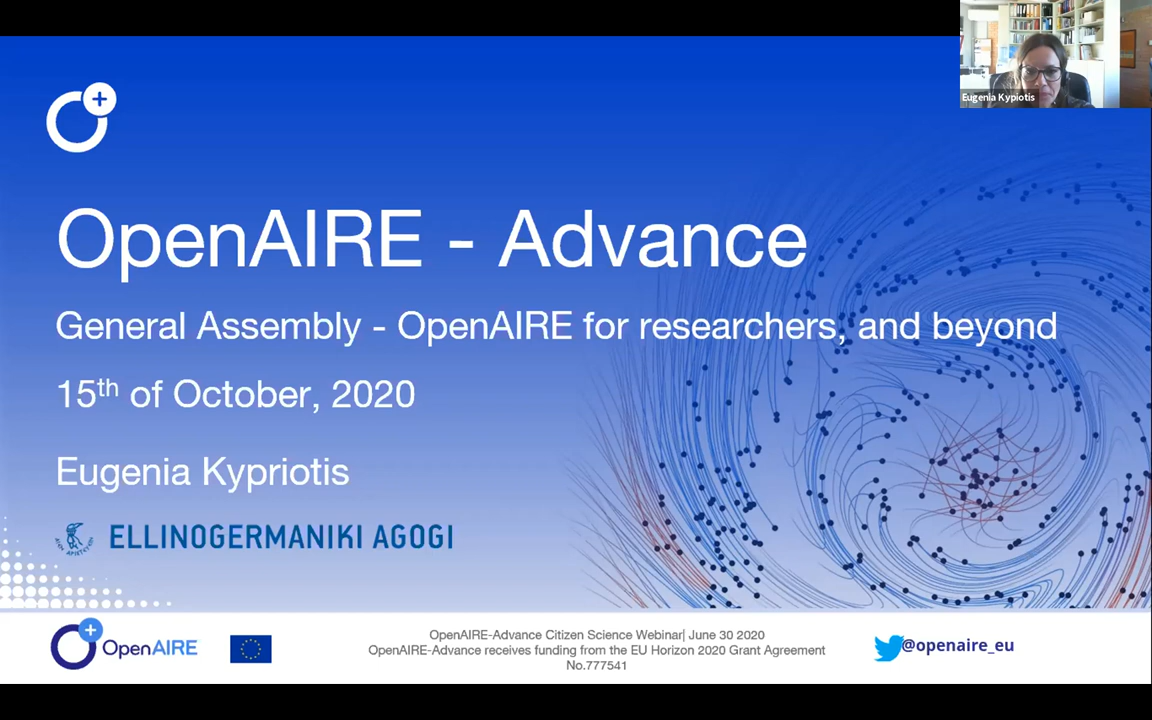 Eugenia Kypiotis
OpenAIRE - Advance
General Assembly - OpenAIRE for researchers, and beyond
15th of October, 2020
Eugenia Kypriotis
ELLINOGERMANIKI AGOGI
OpenAIRE
OpenAIRE-Advance Citizen Science Webinar| June 30 2020
OpenAIRE-Advance receives funding from the EU Horizon 2020 Grant Agreement
No.777541
@openaire_eu